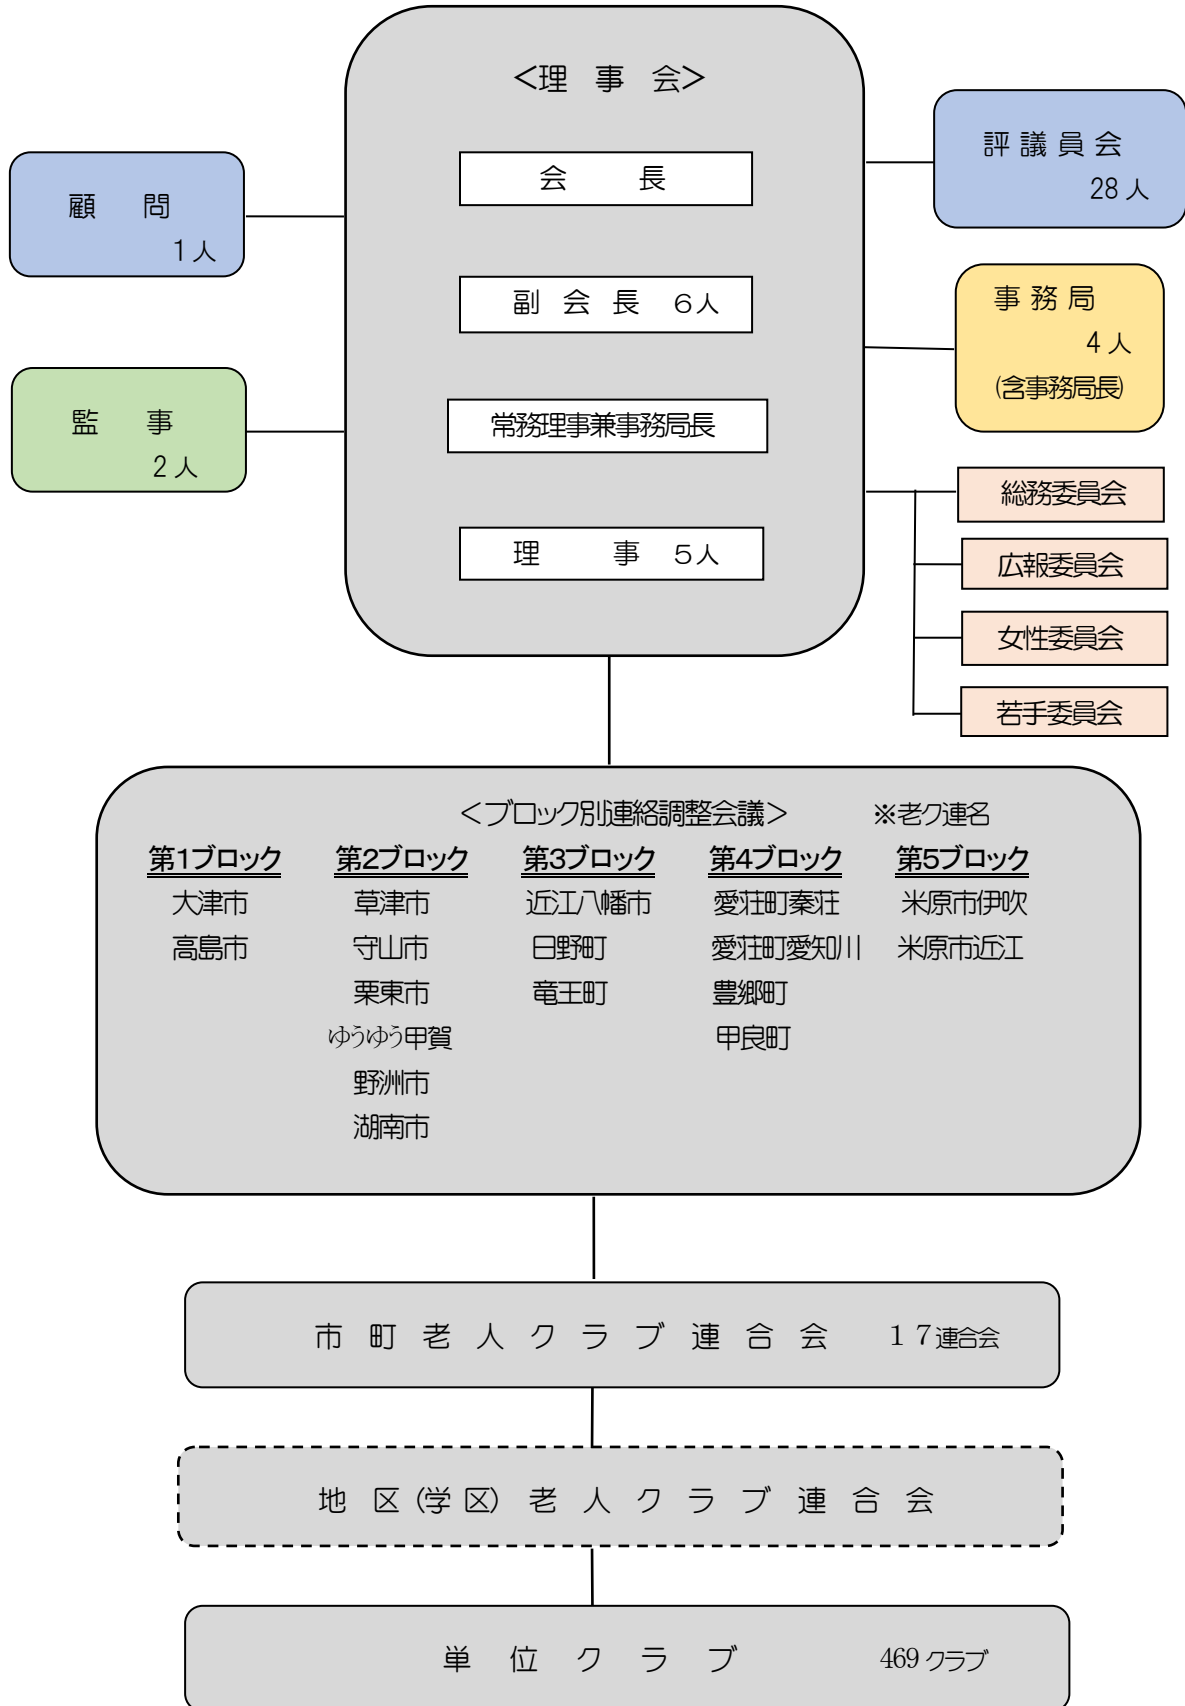 <理 事 会>
会 長
副 会 長 6人
常務理事兼事務局長
理 事 5人
顧 問
1人
監 事
2人
評議員会
28人
事務局
4人
(含事務局長)
総務委員会
広報委員会
女性委員会
若手委員会
<ブロック別連絡調整会議> ※老ク連名
第1ブロック 第2ブロック 第3ブロック 第4ブロック 第5ブロック
大津市 草津市 近江八幡市 愛荘町秦荘 米原市伊吹
高島市 守山市 日野町 愛荘町愛知川 米原市近江
栗東市 竜王町 豊郷町
ゆうゆう甲賀 甲良町
野洲市
湖南市
市 町 老 人 ク ラ ブ 連 合 会 17連合会
地 区 (学 区) 老 人 ク ラ ブ 連 合 会
単 位 ク ラ ブ 469クラブ